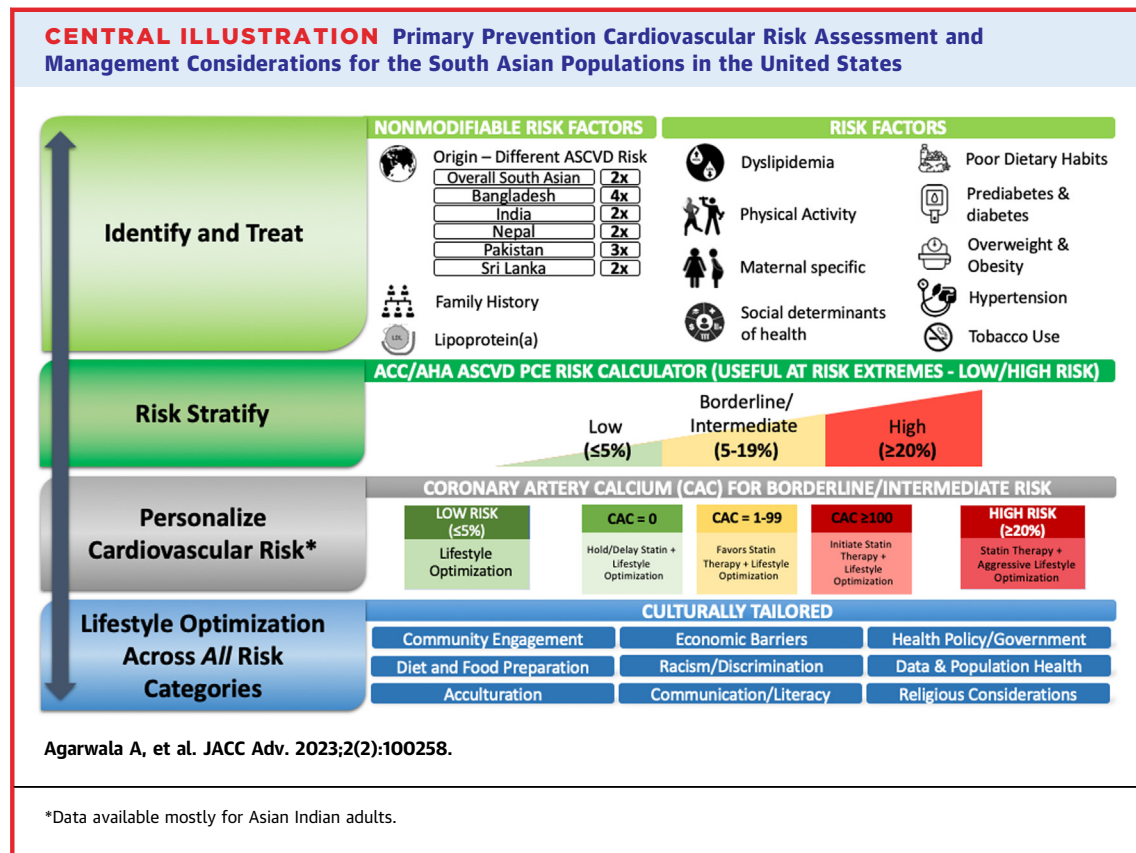 CENTRAL ILLUSTRATION Primary Prevention Cardiovascular Risk Assessment and
Management Considerations for the South Asian Populations in the United States
Identify and Treat
NONMODIFIABLE RISK FACTORS
Origin – Different ASCVD Risk
Overall South Asian 2x
Bangladesh 4x
India 2x
Nepal 2x
Pakistan 3x
Sri Lanka 2x
Family History
LDL
Lipoprotein(a)
RISK FACTORS
Dyslipidemia
Physical Activity
Maternal specific
Social determinants
of health
Poor Dietary Habits
Prediabetes &
diabetes
Overweight &
Obesity
Hypertension
Tobacco Use
Risk Stratify
ACC/AHA ASCVD PCE RISK CALCULATOR (USEFUL AT RISK EXTREMES - LOW/HIGH RISK)
Low
(≤5%)
Borderline/
Intermediate
(5-19%)
High
(≥20%)
Personalize
Cardiovascular Risk*
CORONARY ARTERY CALCIUM (CAC) FOR BORDERLINE/INTERMEDIATE RISK
LOW RISK
(≤5%)
Lifestyle
Optimization
CAC = 0
Hold/Delay Statin +
Lifestyle
Optimization
CAC = 1-99
Favors Statin
Therapy + Lifestyle
Optimization
CAC ≥100
Initiate Statin
Therapy +
Lifestyle
Optimization
HIGH RISK
(≥20%)
Statin Therapy +
Aggressive Lifestyle
Optimization
Lifestyle Optimization
Across All Risk
Categories
CULTURALLY TAILORED
Community Engagement
Economic Barriers
Health Policy/Government
Diet and Food Preparation
Racism/Discrimination
Data & Population Health
Acculturation
Communication/Literacy
Religious Considerations
Agarwala A, et al. JACC Adv. 2023;2(2):100258.
*Data available mostly for Asian Indian adults.